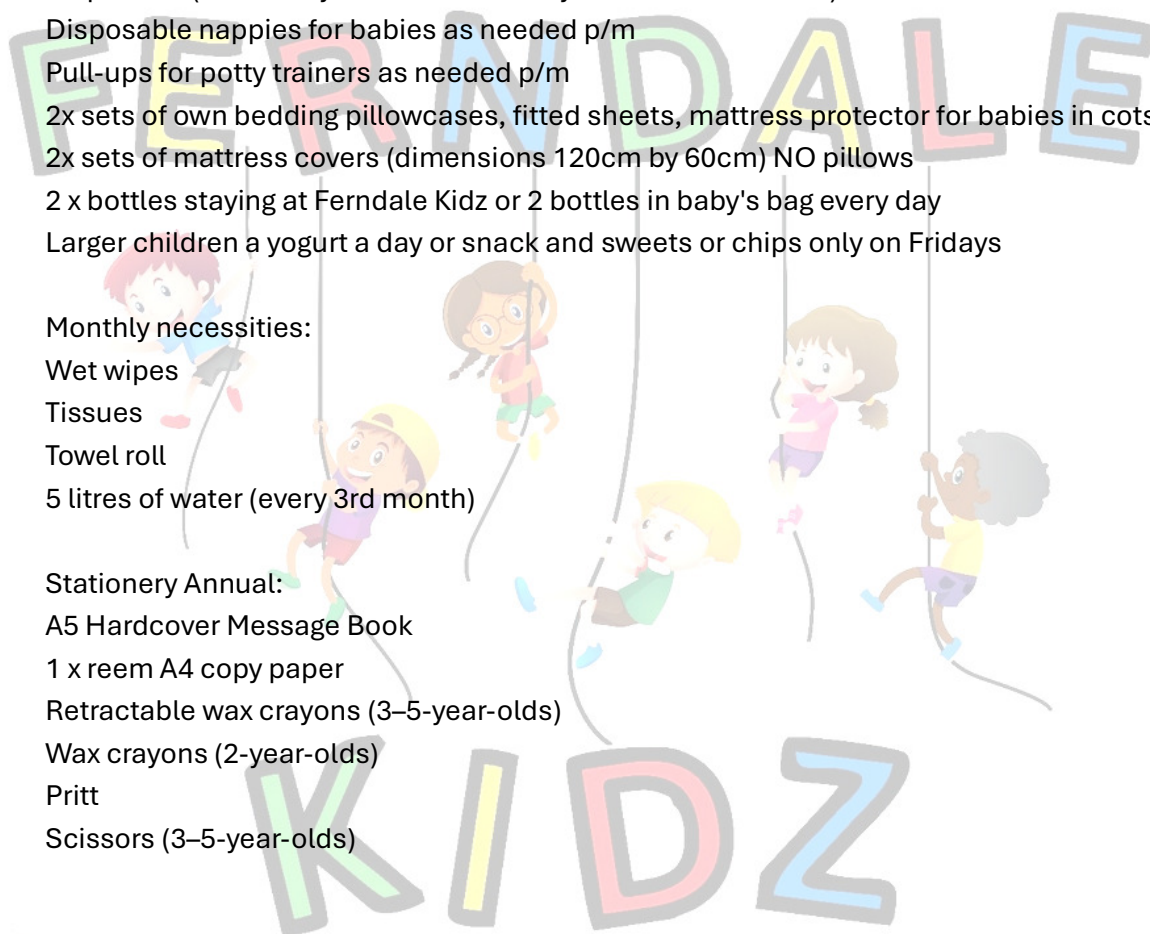 FERNDALE
Disposable nappies for babies as needed p/m
Pull-ups for potty trainers as needed p/m
2x sets of own bedding pillowcases, fitted sheets, mattress protector for babies in cots
2x sets of mattress covers (dimensions 120cm by 60cm) NO pillows
2 x bottles staying at Ferndale Kidz or 2 bottles in baby's bag every day
Larger children a yogurt a day or snack and sweets or chips only on Fridays
Monthly necessities:
Wet wipes
Tissues
Towel roll
5 litres of water (every 3rd month)
Stationery Annual:
A5 Hardcover Message Book
1 x reem A4 copy paper
Retractable wax crayons (3–5-year-olds)
Wax crayons (2-year-olds)
Pritt
Scissors (3–5-year-olds)
KIDZ